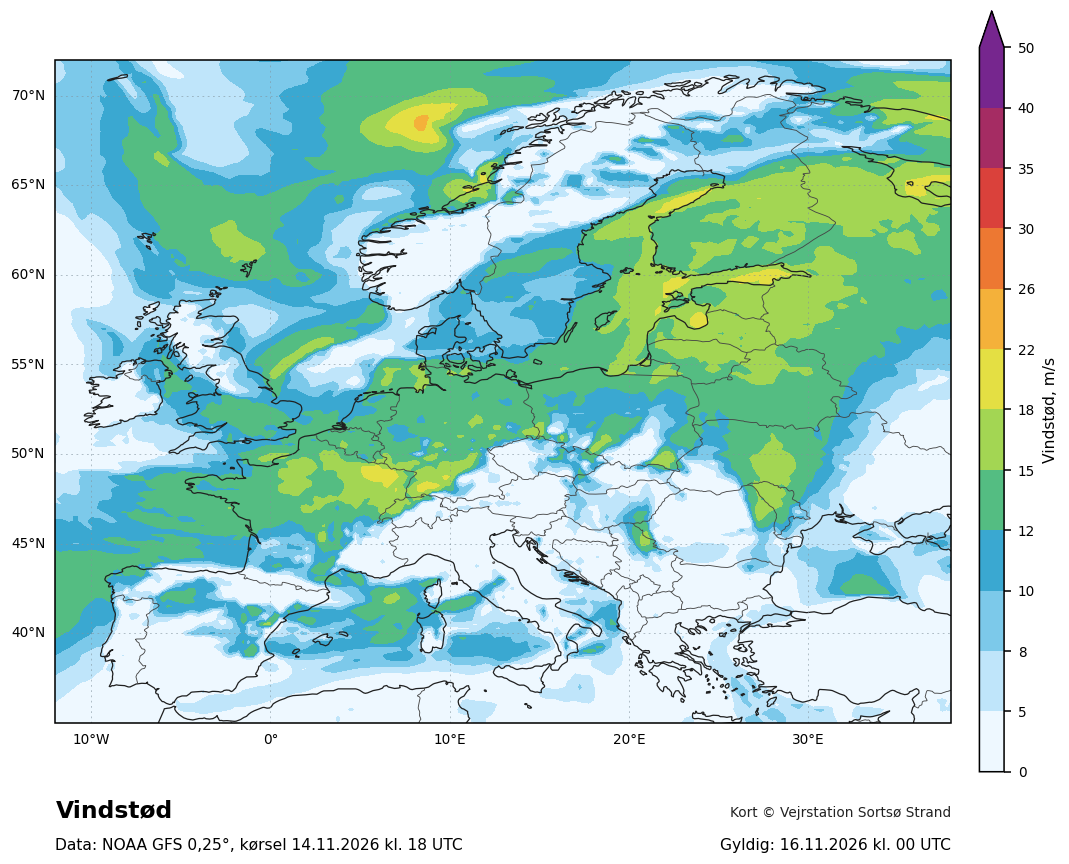 70°N
65°N
60°N
55°N
50°N
45°N
40°N
10°W
0°
10°E
20°E
30°E
50
40
35
30
26
22
18
15
12
10
8
5
0
Vindstød, m/s
Vindstød
Kort © Vejrstation Sortsø Strand
Data: NOAA GFS 0,25°, kørsel 14.11.2026 kl. 18 UTC
Gyldig: 16.11.2026 kl. 00 UTC